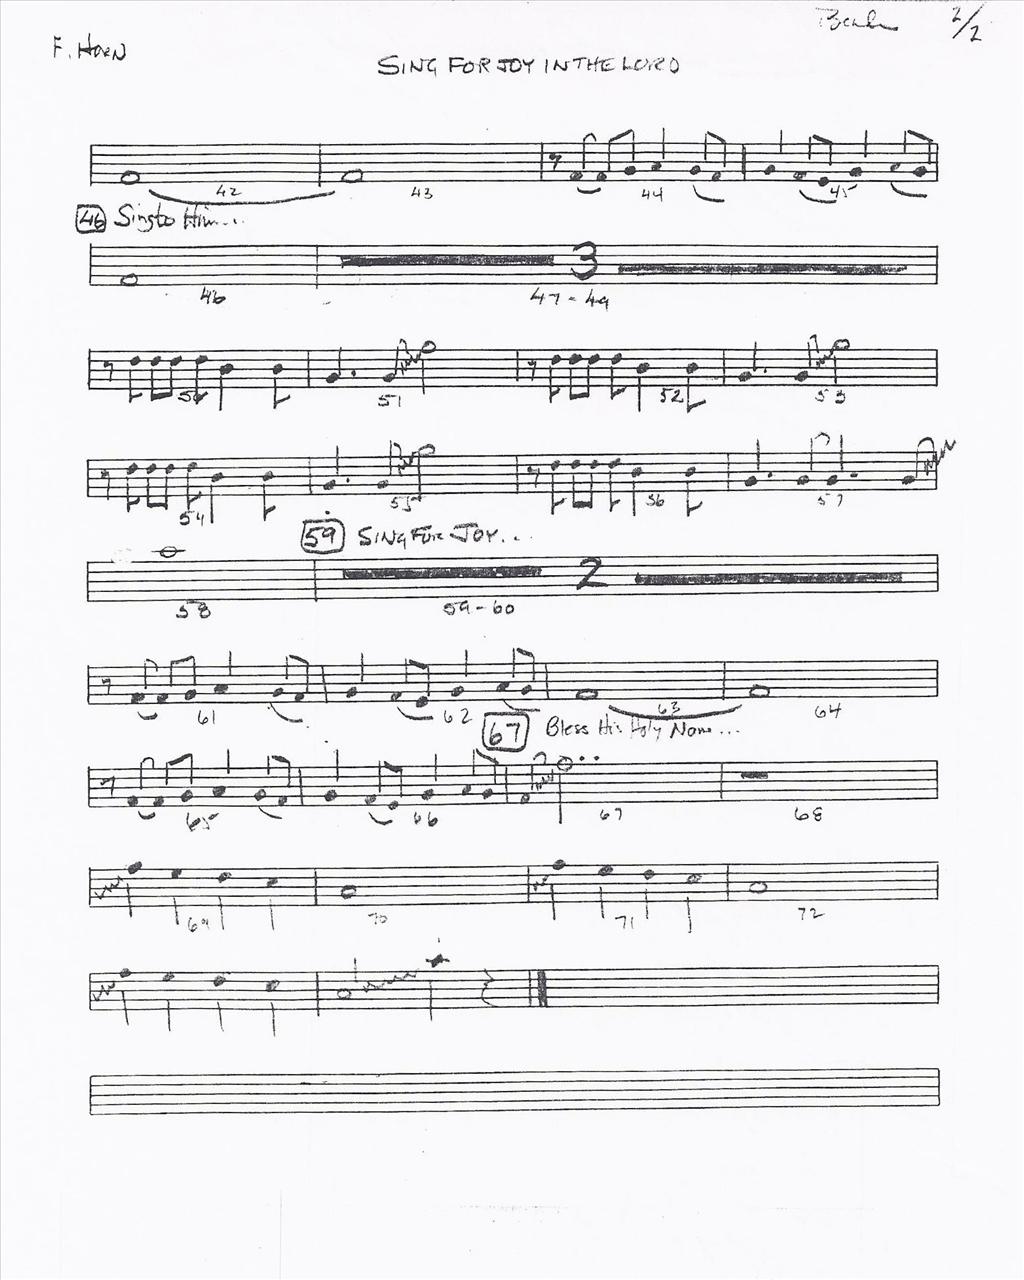 2/2
F. HORN
SING FOR JOY IN THE LORD
42 43 44 45
46 Sing to Him...
3
46 47-49
50 51 52 53
54 55 56 57
59 SING FOR JOY...
2
58 59-60
61 62 63 64
67 Bless His Holy Name...
65 66 67 68
69 70 71 72